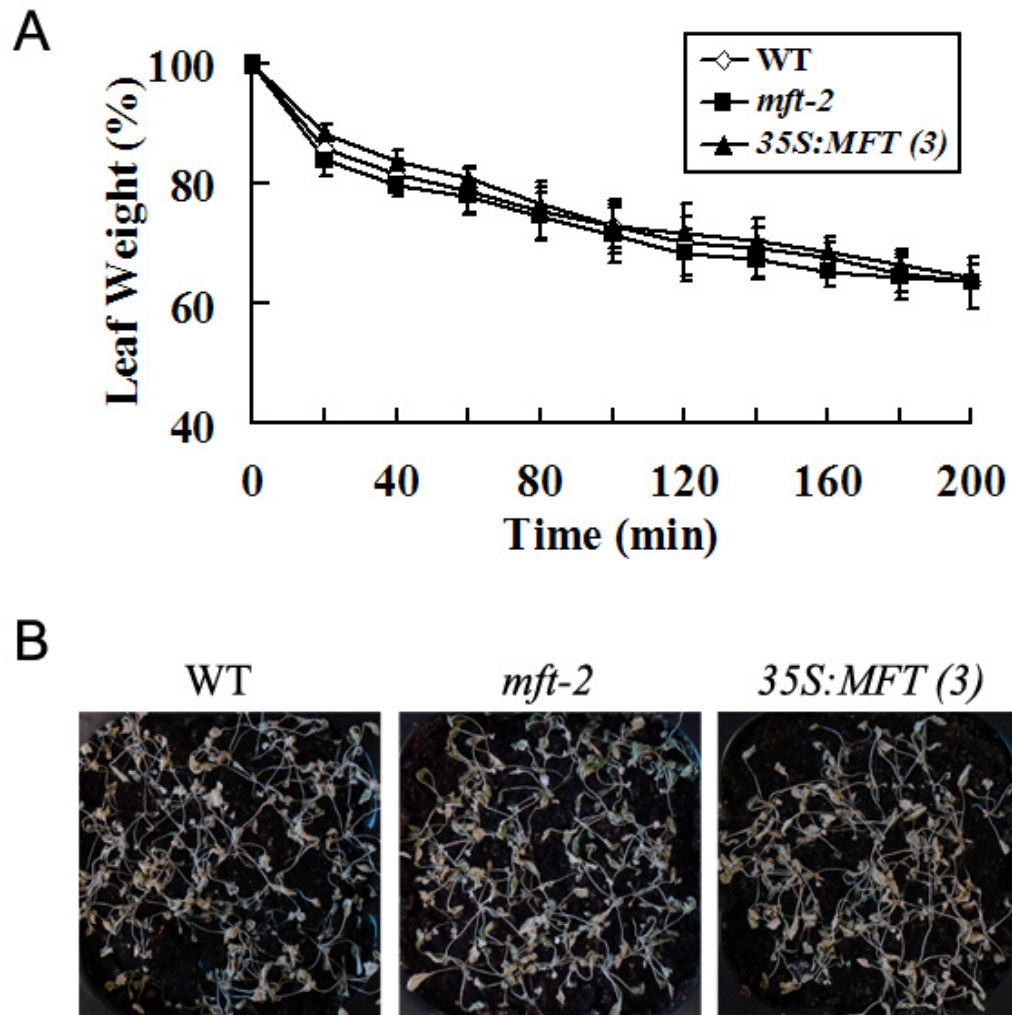 A
Leaf Weight (%)
100
80
60
40
0 40 80 120 160 200
Time (min)
WT
mft-2
35S:MFT (3)
B
WT mft-2 35S:MFT (3)